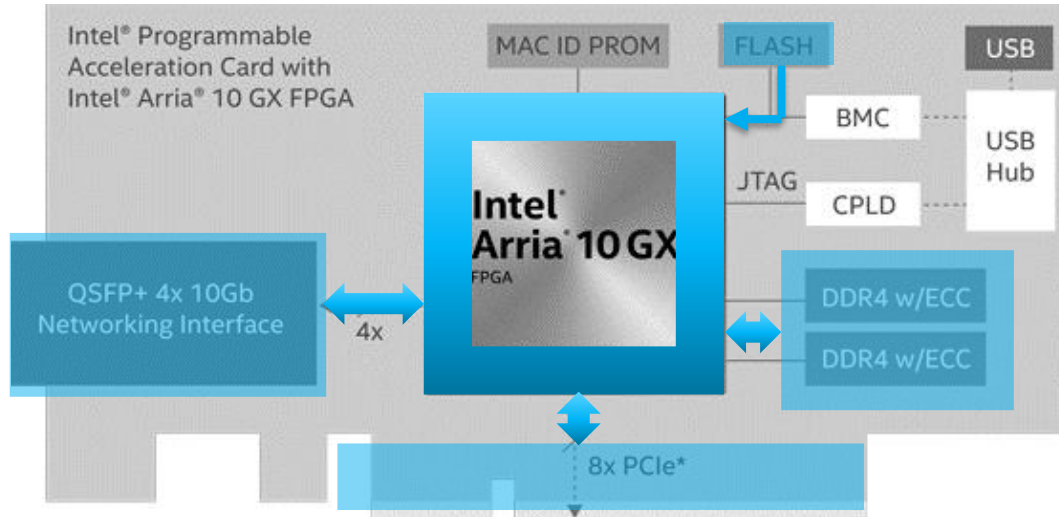 Intel® Programmable
Acceleration Card with
Intel® Arria® 10 GX FPGA
MAC ID PROM
FLASH
USB
BMC
USB
Hub
JTAG
CPLD
Intel®
Arria® 10 GX
FPGA
QSFP+ 4x 10Gb
Networking Interface
4x
DDR4 w/ECC
DDR4 w/ECC
8x PCIe*